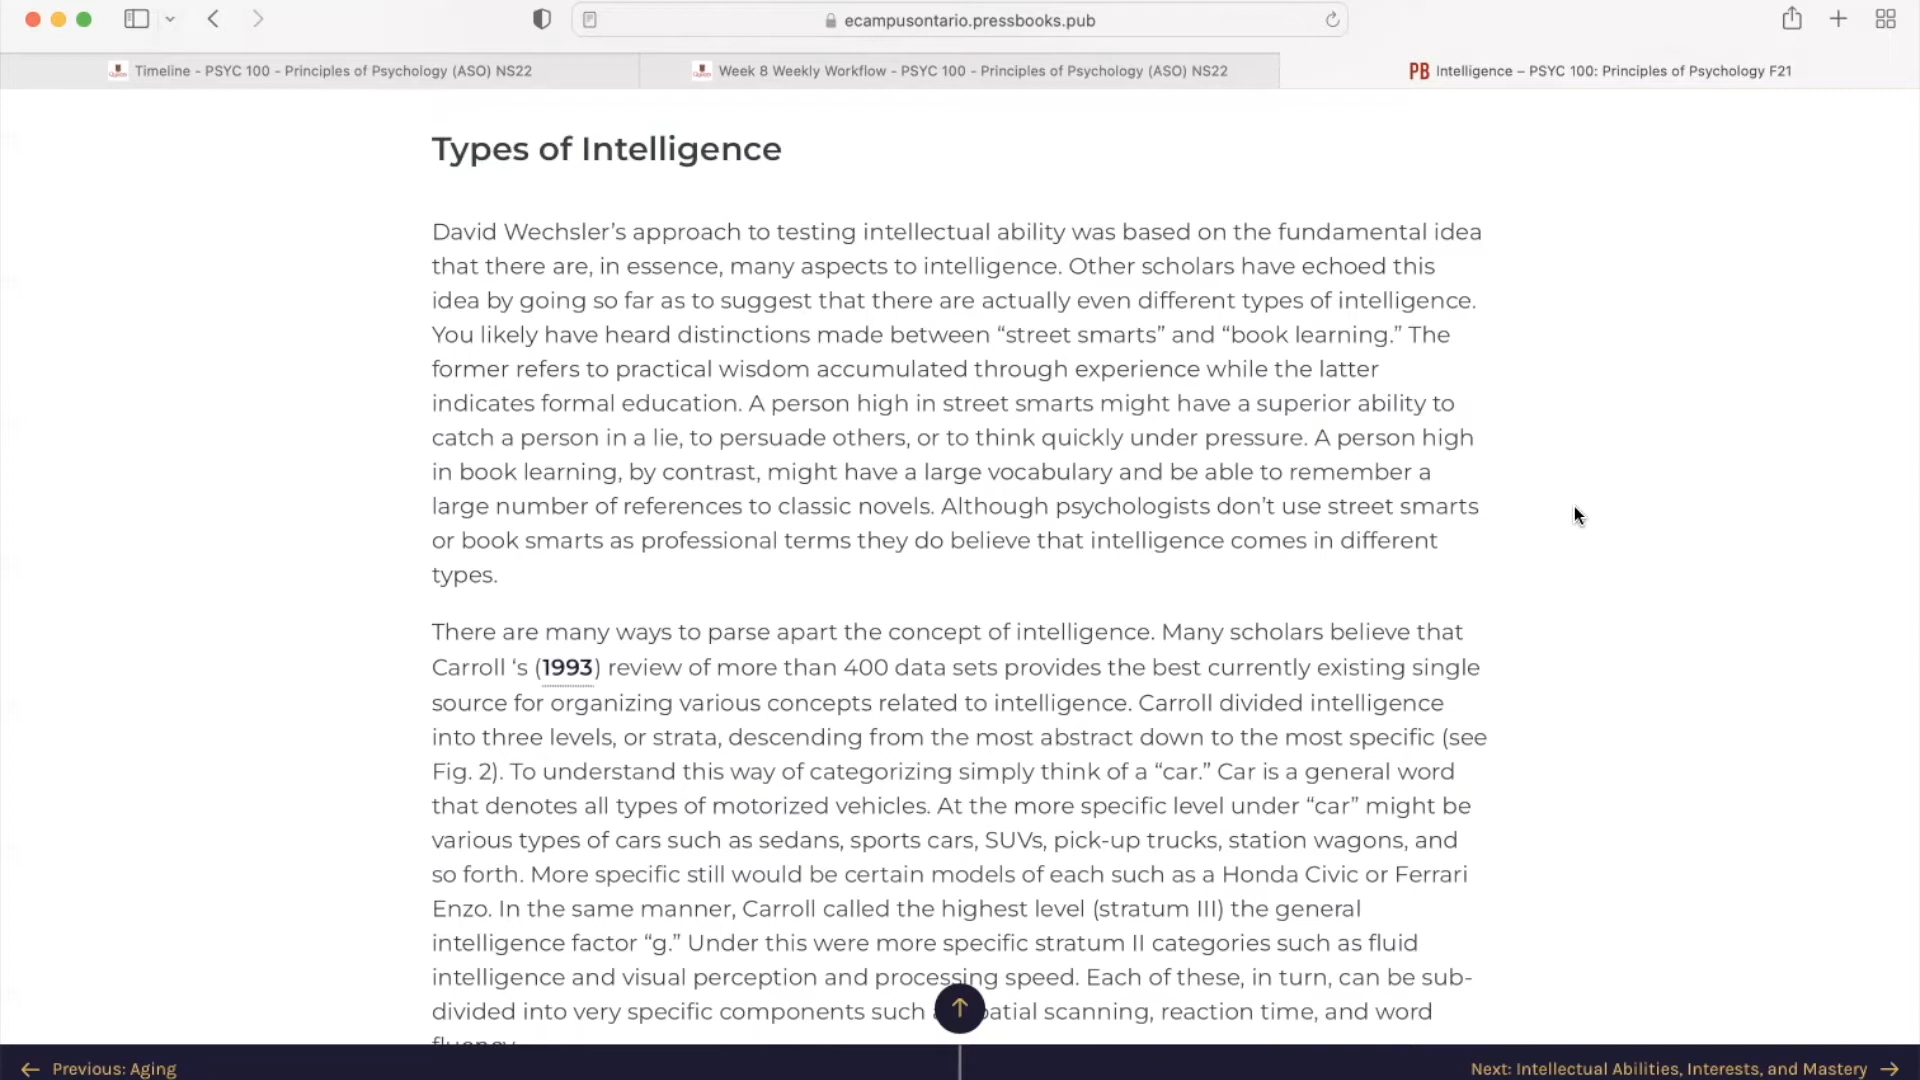 ecampusontario.pressbooks.pub
Timeline - PSYC 100 - Principles of Psychology (ASO) NS22
Week 8 Weekly Workflow - PSYC 100 - Principles of Psychology (ASO) NS22
PB Intelligence – PSYC 100: Principles of Psychology F21
Types of Intelligence
David Wechsler’s approach to testing intellectual ability was based on the fundamental idea
that there are, in essence, many aspects to intelligence. Other scholars have echoed this
idea by going so far as to suggest that there are actually even different types of intelligence.
You likely have heard distinctions made between “street smarts” and “book learning.” The
former refers to practical wisdom accumulated through experience while the latter
indicates formal education. A person high in street smarts might have a superior ability to
catch a person in a lie, to persuade others, or to think quickly under pressure. A person high
in book learning, by contrast, might have a large vocabulary and be able to remember a
large number of references to classic novels. Although psychologists don’t use street smarts
or book smarts as professional terms they do believe that intelligence comes in different
types.
There are many ways to parse apart the concept of intelligence. Many scholars believe that
Carroll ‘s (1993) review of more than 400 data sets provides the best currently existing single
source for organizing various concepts related to intelligence. Carroll divided intelligence
into three levels, or strata, descending from the most abstract down to the most specific (see
Fig. 2). To understand this way of categorizing simply think of a “car.” Car is a general word
that denotes all types of motorized vehicles. At the more specific level under “car” might be
various types of cars such as sedans, sports cars, SUVs, pick-up trucks, station wagons, and
so forth. More specific still would be certain models of each such as a Honda Civic or Ferrari
Enzo. In the same manner, Carroll called the highest level (stratum III) the general
intelligence factor “g.” Under this were more specific stratum II categories such as fluid
intelligence and visual perception and processing speed. Each of these, in turn, can be sub-
divided into very specific components such scanning, reaction time, and word
Previous: Aging
Next: Intellectual Abilities, Interests, and Mastery